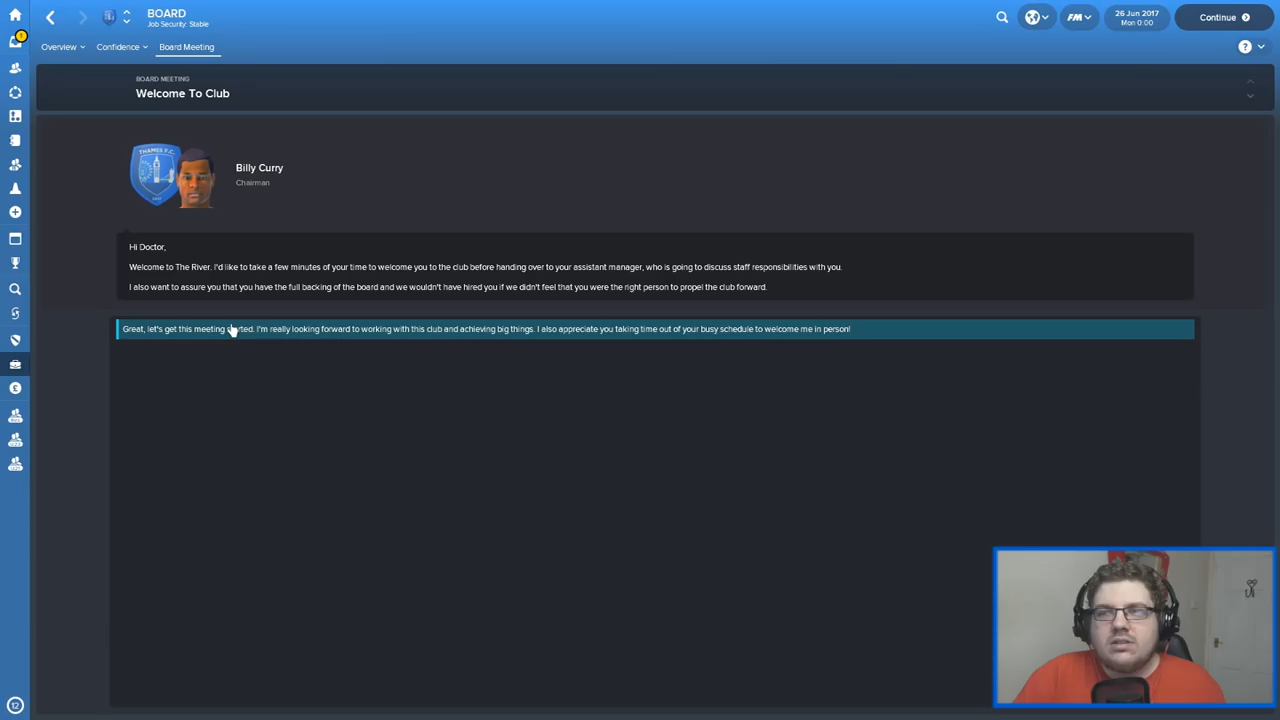 BOARD
Job Security: Stable
FM
26 Jun 2017
Mon 0:00
Continue
1
Overview
Confidence
Board Meeting
?
BOARD MEETING
Welcome To Club
THAMES F.C.
Billy Curry
Chairman
Hi Doctor,
Welcome to The River. I'd like to take a few minutes of your time to welcome you to the club before handing over to your assistant manager, who is going to discuss staff responsibilities with you.
I also want to assure you that you have the full backing of the board and we wouldn't have hired you if we didn't feel that you were the right person to propel the club forward.
Great, let's get this meeting started. I'm really looking forward to working with this club and achieving big things. I also appreciate you taking time out of your busy schedule to welcome me in person!
12